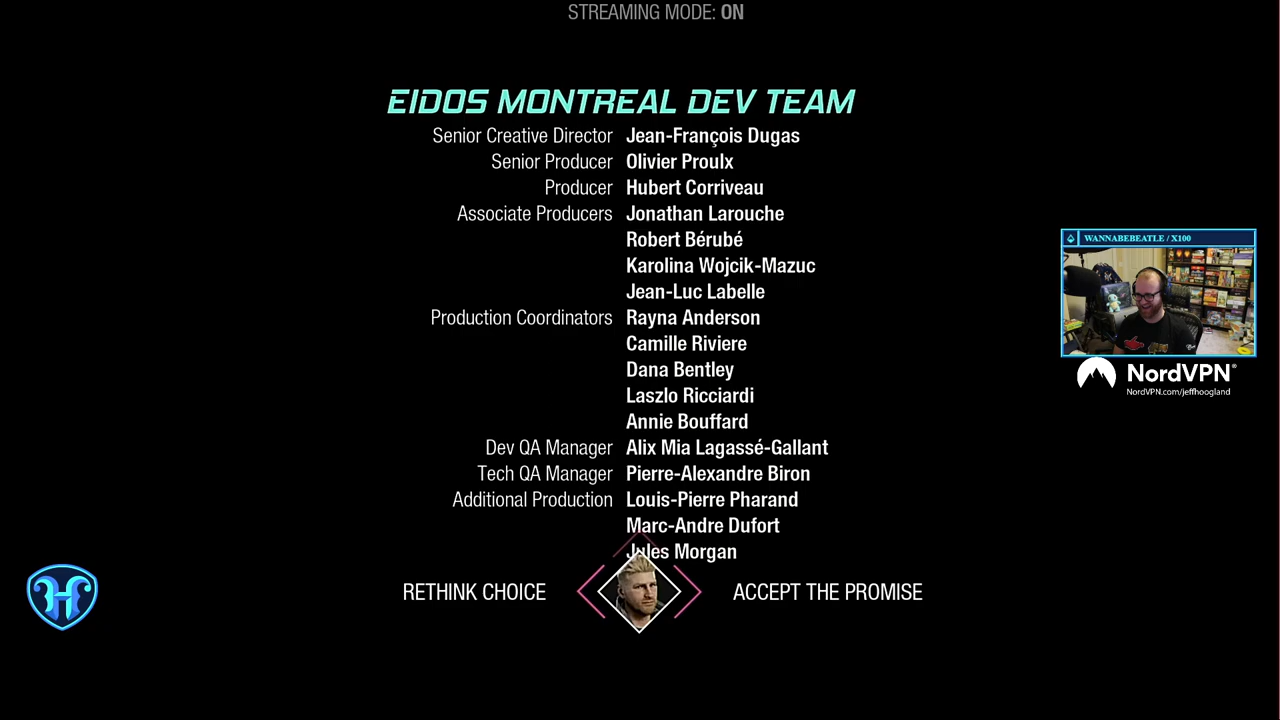 STREAMING MODE: ON
EIDOS MONTREAL DEV TEAM
Senior Creative Director Jean-François Dugas
Senior Producer Olivier Proulx
Producer Hubert Corriveau
Associate Producers Jonathan Larouche
Robert Bérubé
Karolina Wojcik-Mazuc
Jean-Luc Labelle
Production Coordinators Rayna Anderson
Camille Riviere
Dana Bentley
Laszlo Ricciardi
Annie Bouffard
Dev QA Manager Alix Mia Lagassé-Gallant
Tech QA Manager Pierre-Alexandre Biron
Additional Production Louis-Pierre Pharand
Marc-Andre Dufort
Jules Morgan
RETHINK CHOICE
ACCEPT THE PROMISE
WANNABEBEATLE / X100
NordVPN®
NordVPN.com/jeffhoogland